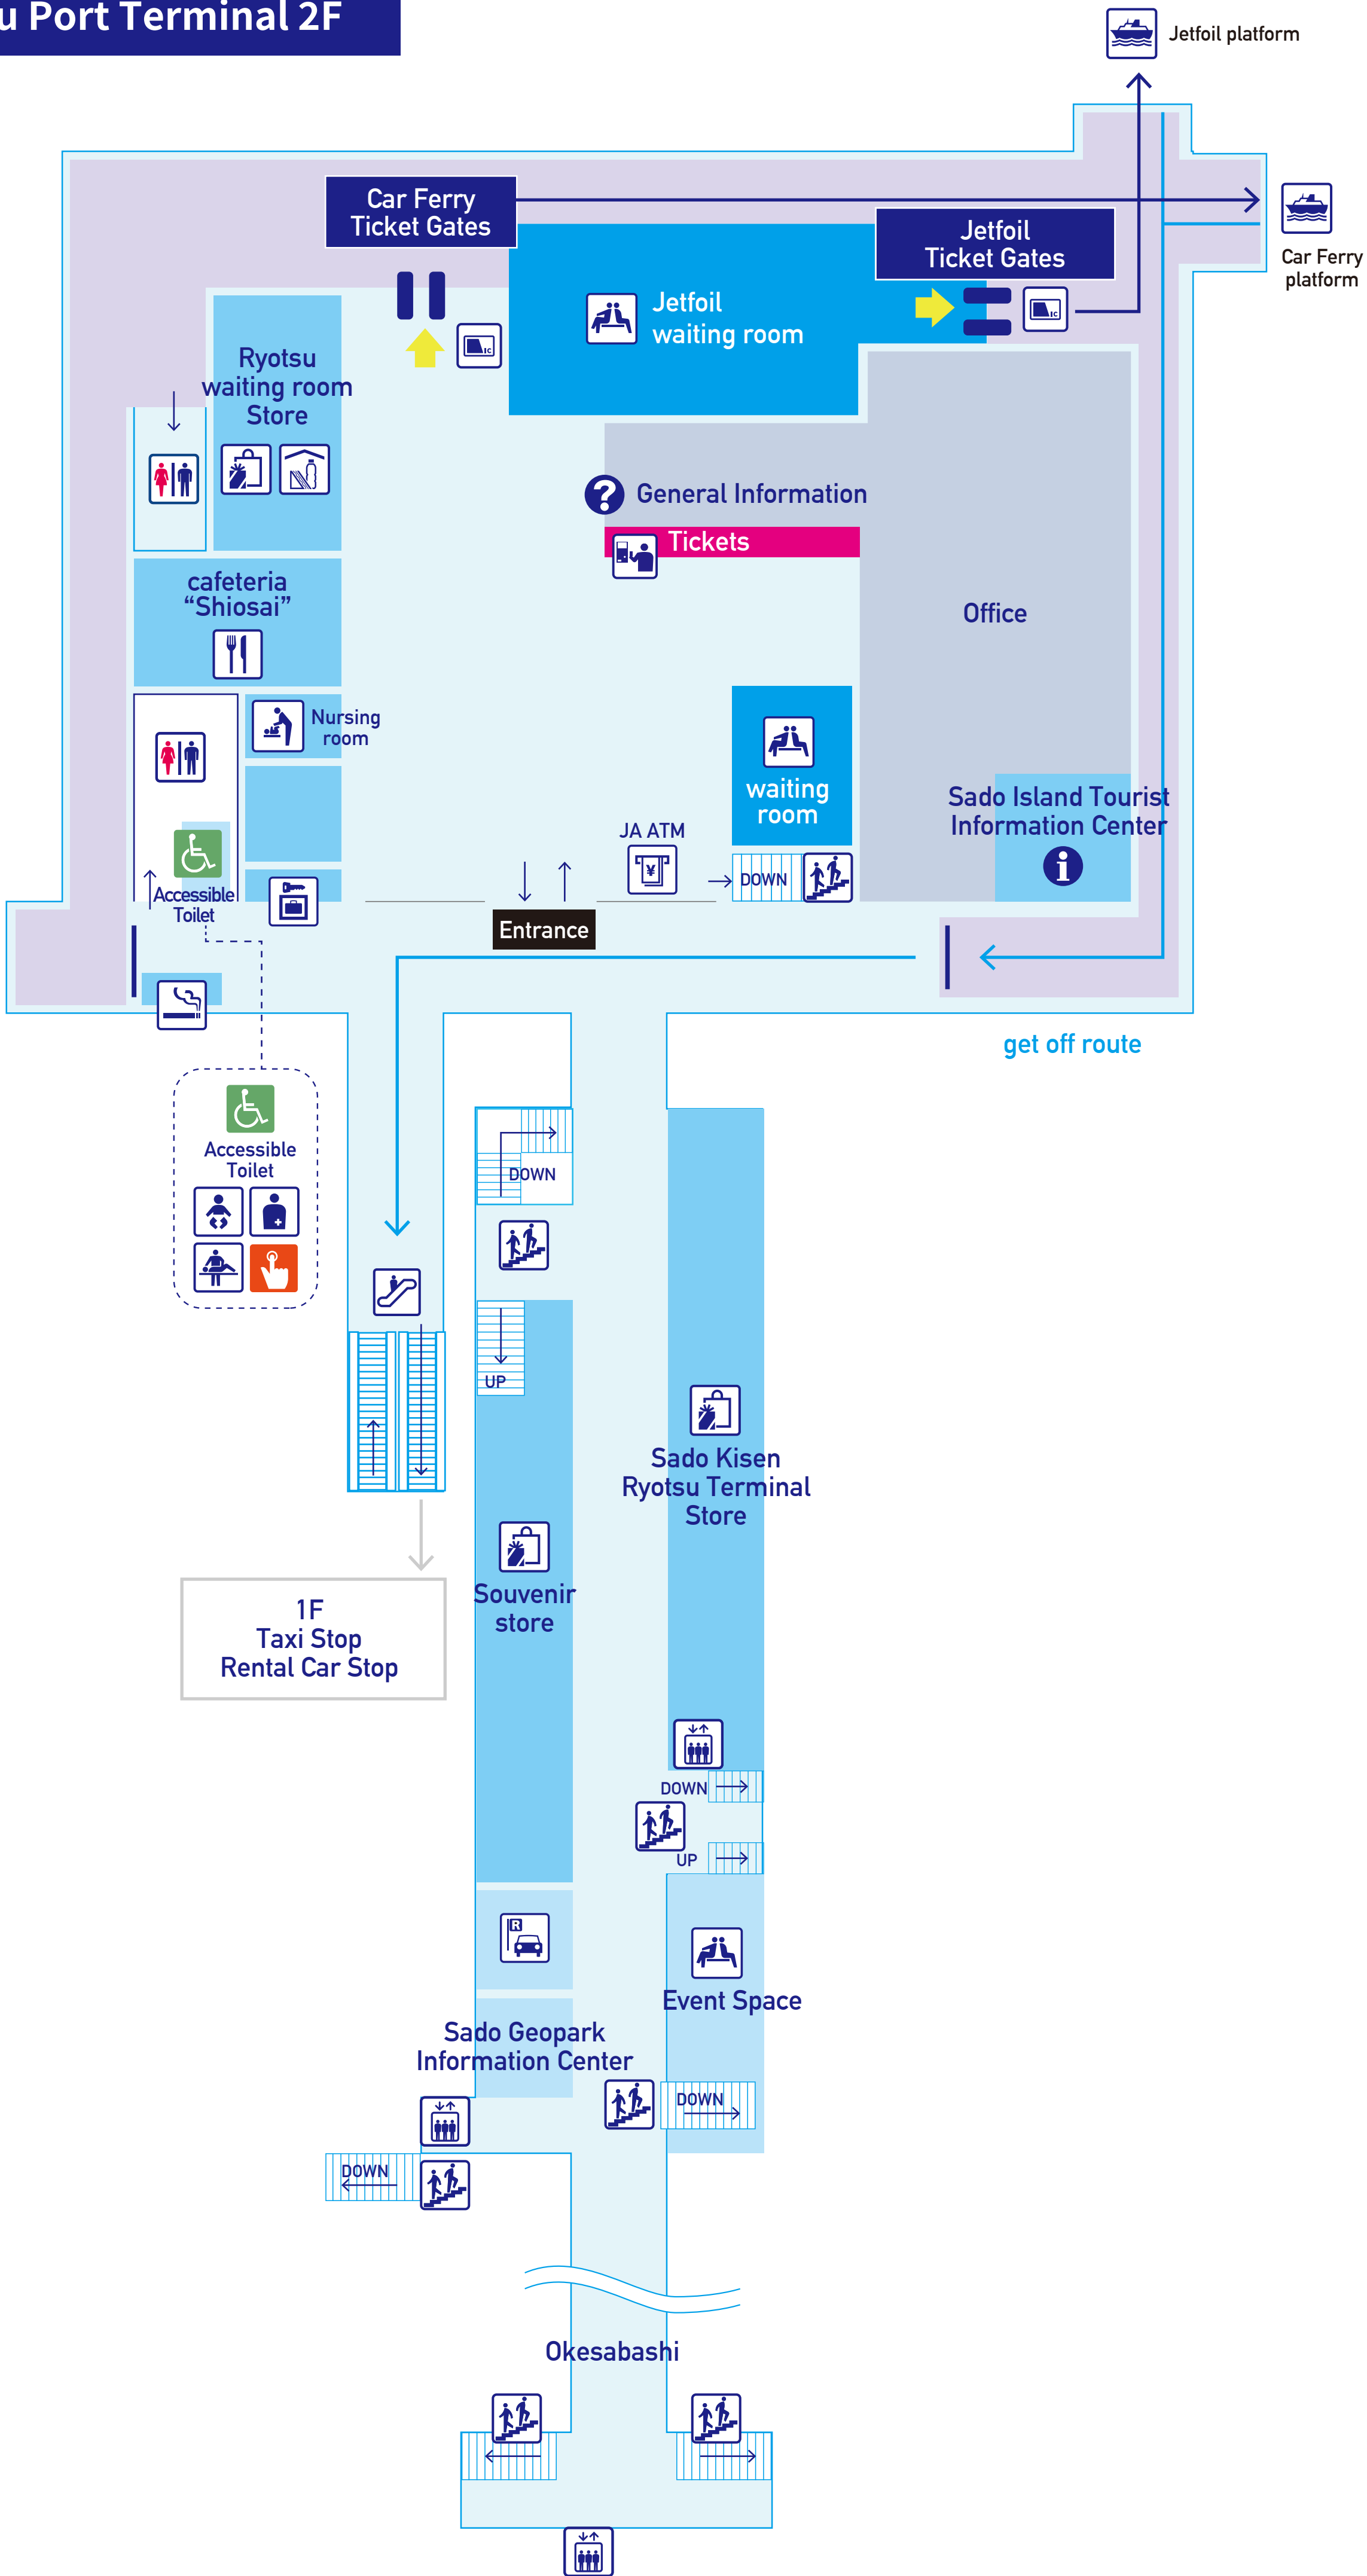 u Port Terminal 2F
Jetfoil platform
Car Ferry
Ticket Gates
Jetfoil
Ticket Gates
Car Ferry
platform
Jetfoil
waiting room
IC
IC
Ryotsu
waiting room
Store
General Information
Tickets
cafeteria
“Shiosai”
Office
Nursing
room
waiting
room
Sado Island Tourist
Information Center
JA ATM
DOWN
Accessible
Toilet
Entrance
get off route
Accessible
Toilet
DOWN
UP
Sado Kisen
Ryotsu Terminal
Store
Souvenir
store
1F
Taxi Stop
Rental Car Stop
DOWN
UP
R
Event Space
Sado Geopark
Information Center
DOWN
DOWN
Okesabashi